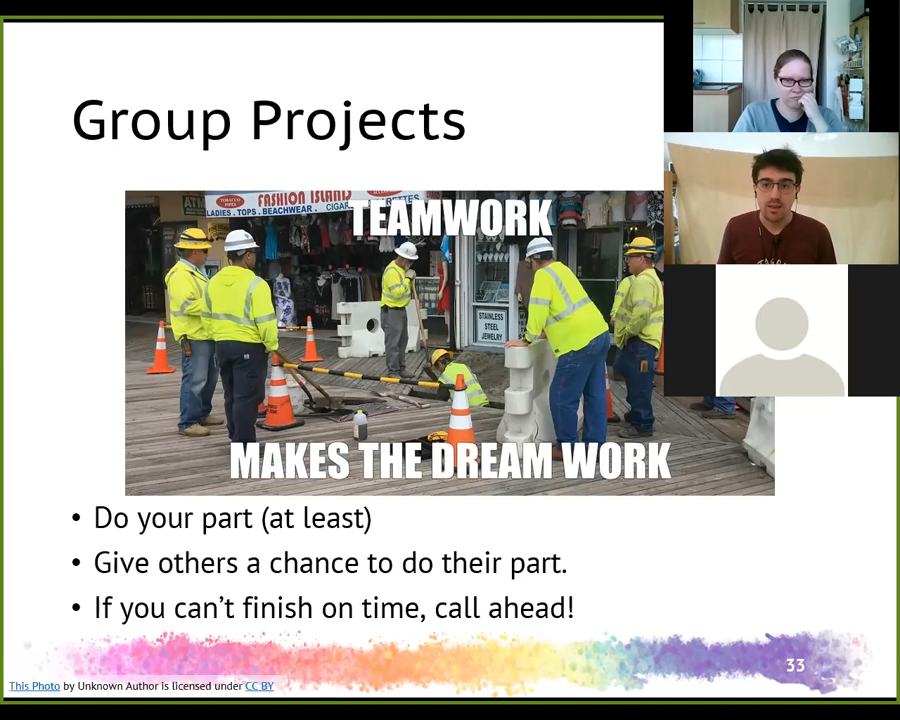 Group Projects
FASHION ISLAND
TOBACCO
PIPES
LADIES . TOPS . BEACHWEAR .
TEAMWORK
STAINLESS
STEEL
JEWELRY
MAKES THE DREAM WORK
• Do your part (at least)
• Give others a chance to do their part.
• If you can’t finish on time, call ahead!
33
This Photo by Unknown Author is licensed under CC BY